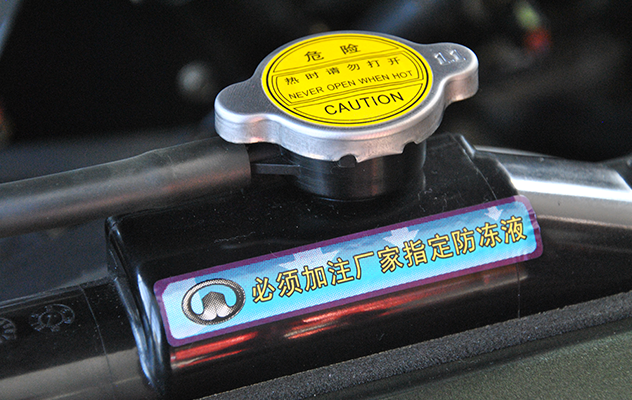 危 险
热 时 请 勿 打 开
NEVER OPEN WHEN HOT
CAUTION
1.1
必须加注厂家指定防冻液